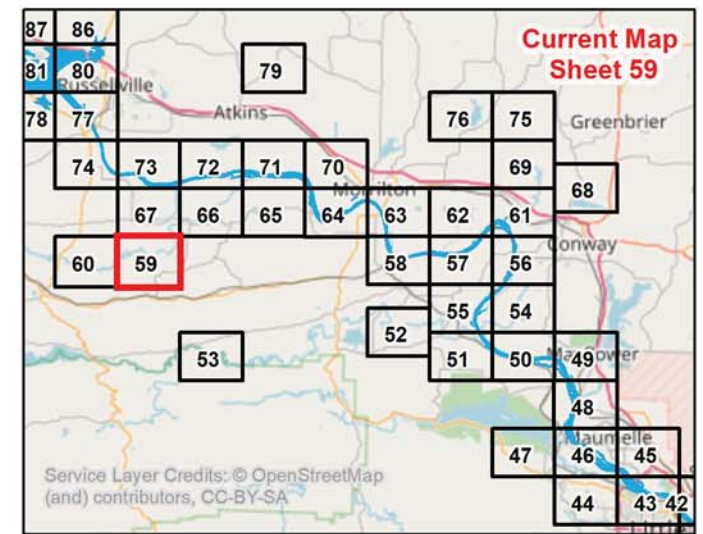 87 86
Current Map
Sheet 59
81 80
79
Russellville
78 77
Atkins
76 75
Greenbrier
74 73 72 71 70
69
68
Morrilton
67 66 65 64 63 62 61
Conway
60 59
58 57 56
55 54
52
53
51 50 49
Mayflower
48
Maumelle
47 46 45
Service Layer Credits: © OpenStreetMap
(and) contributors, CC-BY-SA
44 43 42
Little